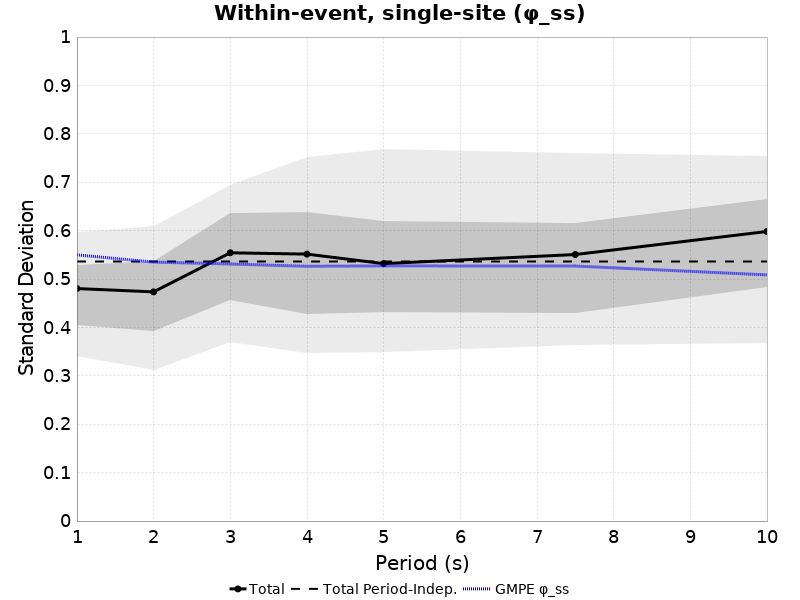 Within-event, single-site (φ_ss)
1
0.9
0.8
0.7
0.6
0.5
0.4
0.3
0.2
0.1
0
Standard Deviation
1 2 3 4 5 6 7 8 9 10
Period (s)
Total Total Period-Indep. GMPE φ_ss